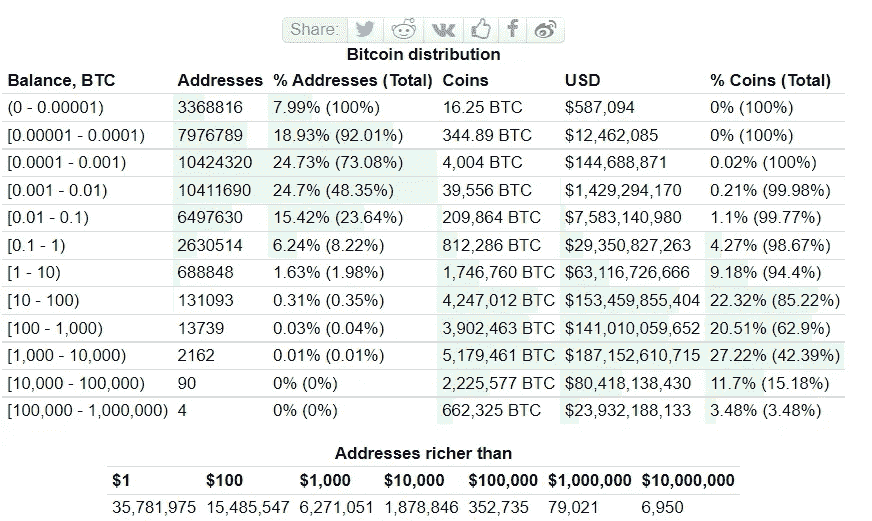 Share:
Bitcoin distribution
Balance, BTC Addresses % Addresses (Total) Coins USD % Coins (Total)
(0 - 0.00001) 3368816 7.99% (100%) 16.25 BTC $587,094 0% (100%)
[0.00001 - 0.0001) 7976789 18.93% (92.01%) 344.89 BTC $12,462,085 0% (100%)
[0.0001 - 0.001) 10424320 24.73% (73.08%) 4,004 BTC $144,688,871 0.02% (100%)
[0.001 - 0.01) 10411690 24.7% (48.35%) 39,556 BTC $1,429,294,170 0.21% (99.98%)
[0.01 - 0.1) 6497630 15.42% (23.64%) 209,864 BTC $7,583,140,980 1.1% (99.77%)
[0.1 - 1) 2630514 6.24% (8.22%) 812,286 BTC $29,350,827,263 4.27% (98.67%)
[1 - 10) 688848 1.63% (1.98%) 1,746,760 BTC $63,116,726,666 9.18% (94.4%)
[10 - 100) 131093 0.31% (0.35%) 4,247,012 BTC $153,459,855,404 22.32% (85.22%)
[100 - 1,000) 13739 0.03% (0.04%) 3,902,463 BTC $141,010,059,652 20.51% (62.9%)
[1,000 - 10,000) 2162 0.01% (0.01%) 5,179,461 BTC $187,152,610,715 27.22% (42.39%)
[10,000 - 100,000) 90 0% (0%) 2,225,577 BTC $80,418,138,430 11.7% (15.18%)
[100,000 - 1,000,000) 4 0% (0%) 662,325 BTC $23,932,188,133 3.48% (3.48%)
Addresses richer than
$1 $100 $1,000 $10,000 $100,000 $1,000,000 $10,000,000
35,781,975 15,485,547 6,271,051 1,878,846 352,735 79,021 6,950